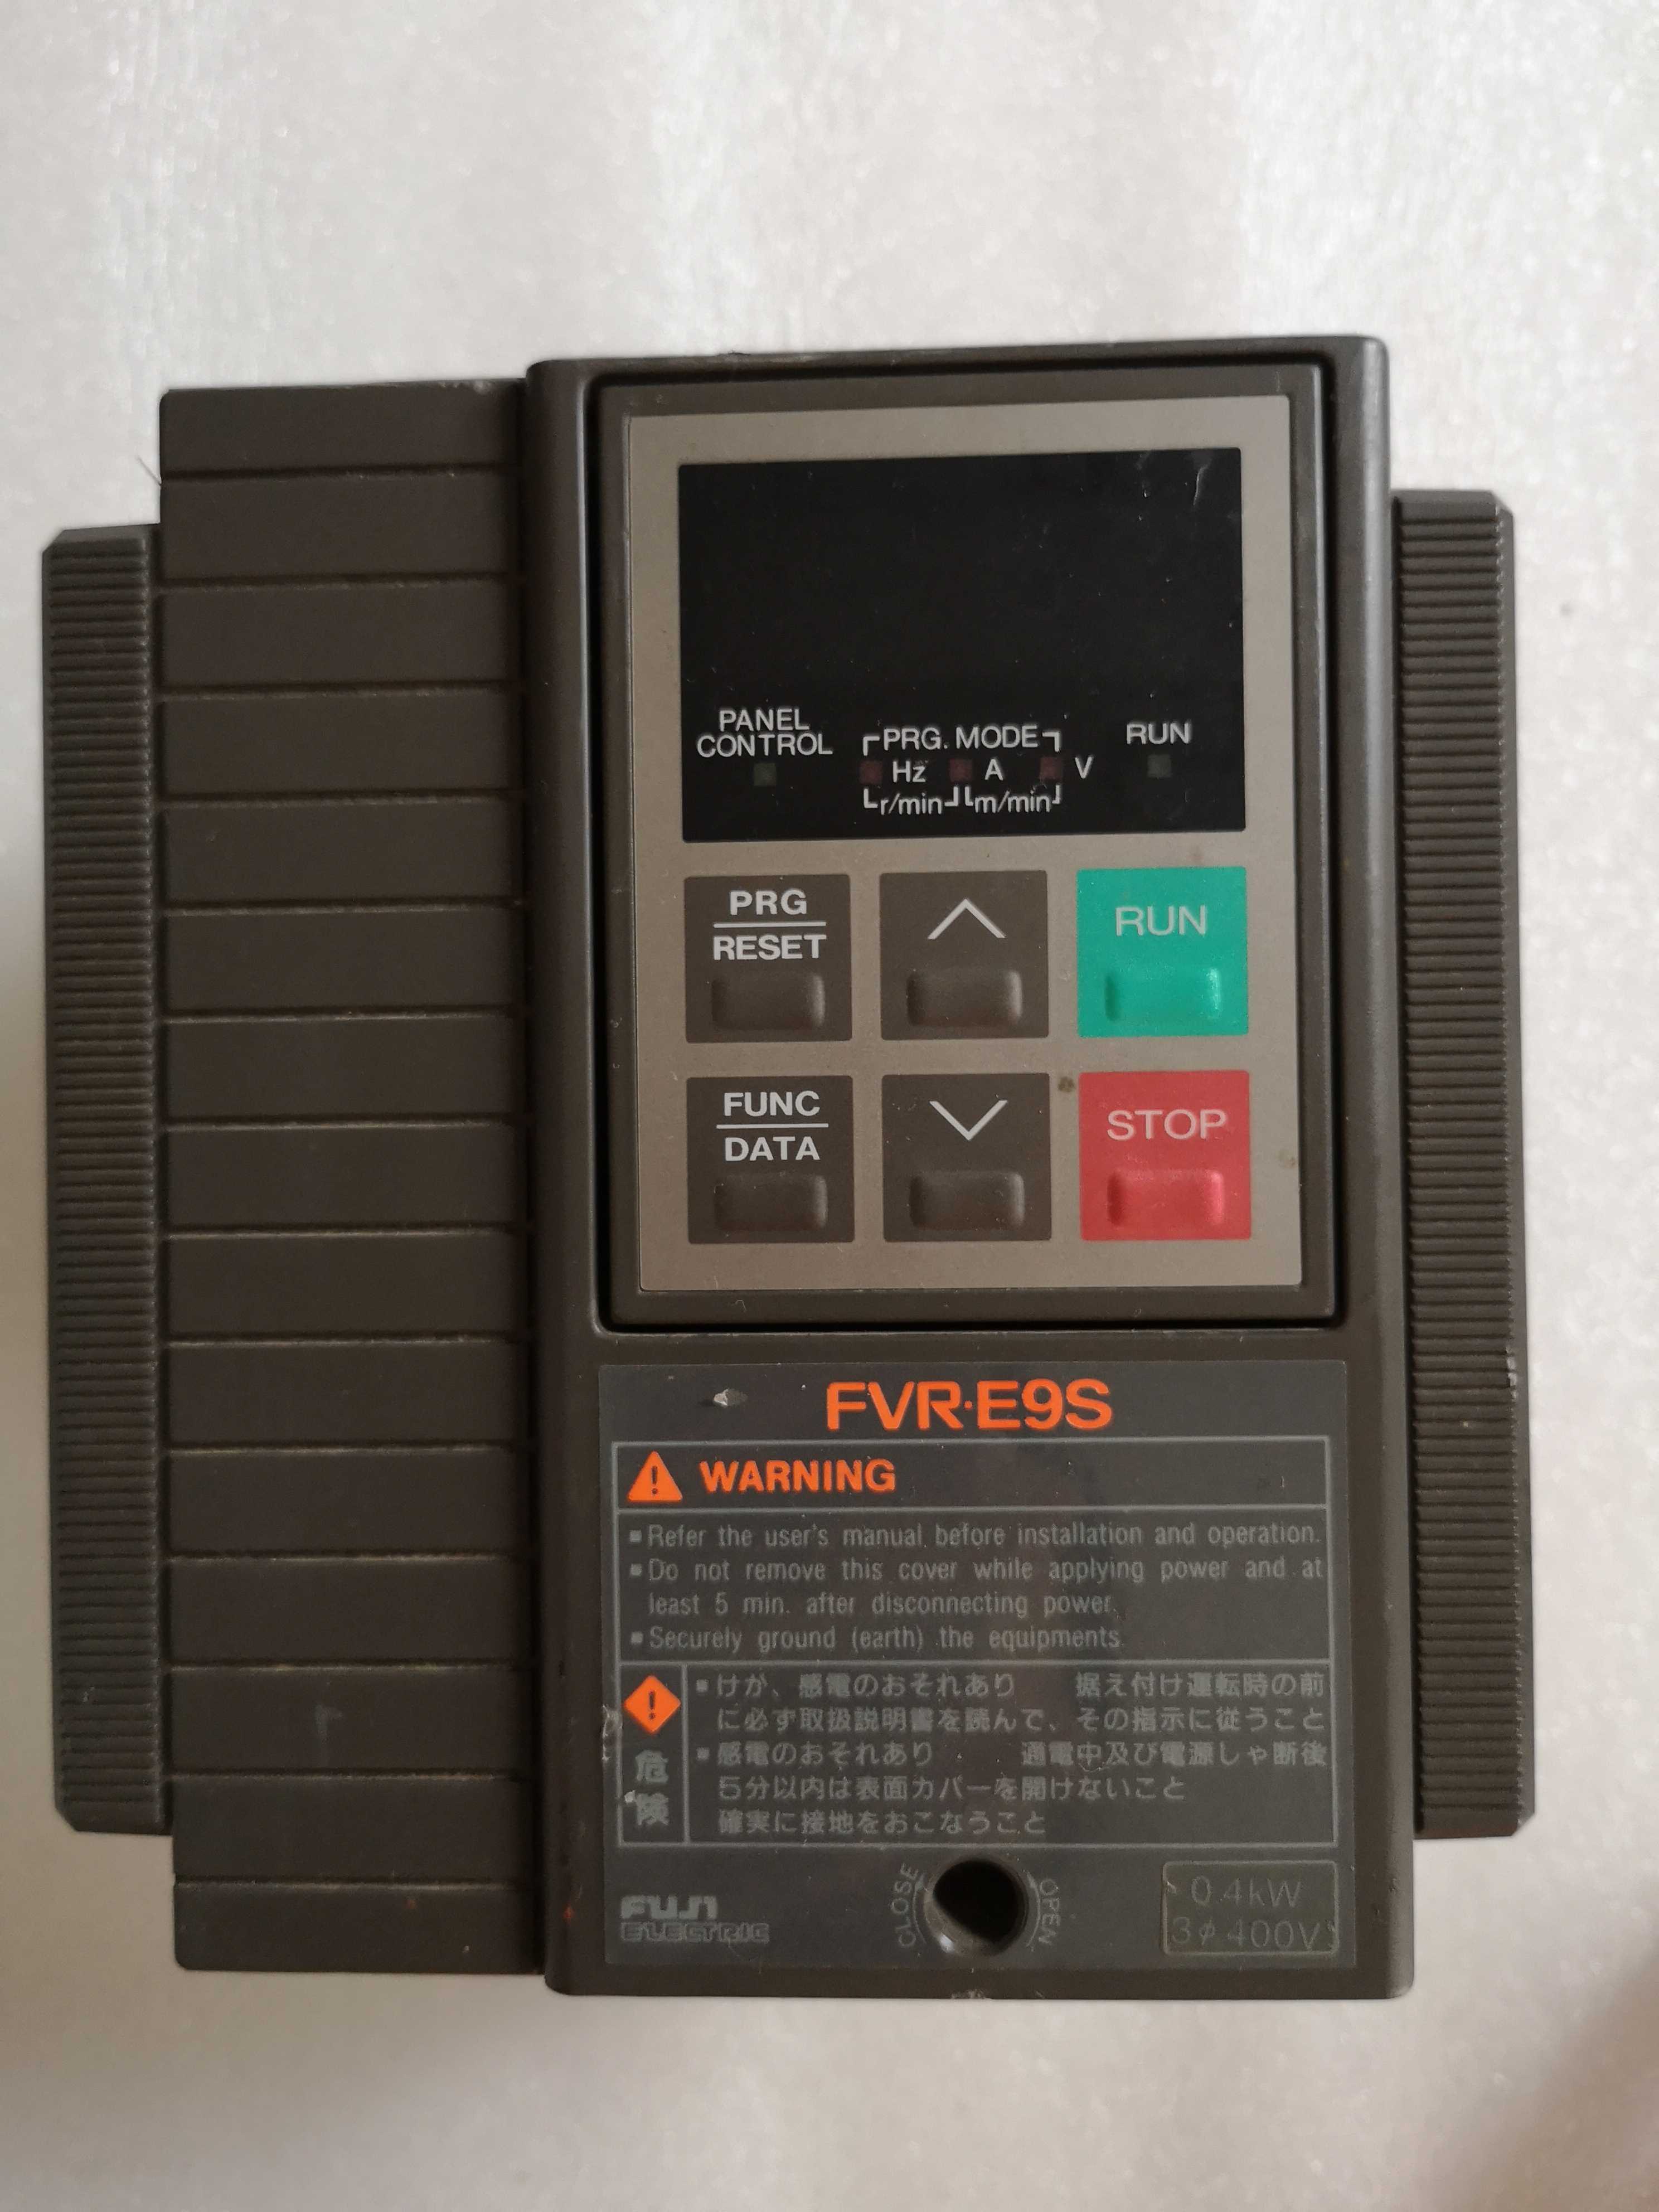 PANEL
CONTROL
PRG. MODE
RUN
Hz
A
V
r/min
m/min
PRG
RESET
RUN
FUNC
DATA
STOP
FVR·E9S
WARNING
▪Refer the user's manual before installation and operation.
▪Do not remove this cover while applying power and at
least 5 min. after disconnecting power.
▪Securely ground (earth) the equipments.
危
険
▪けが、感電のおそれあり 据え付け運転時の前
に必ず取扱説明書を読んで、その指示に従うこと
▪感電のおそれあり 通電中及び電源しゃ断後
5分以内は表面カバーを開けないこと
確実に接地をおこなうこと
FUJI
ELECTRIC
CLOSE
OPEN
0.4kW
3φ400V